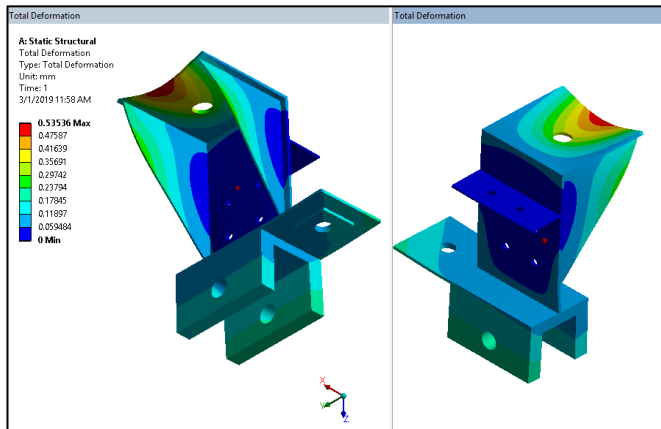 Total Deformation
Total Deformation
A: Static Structural
Total Deformation
Type: Total Deformation
Unit: mm
Time: 1
3/1/2019 11:58 AM
0.53536 Max
0.47587
0.41639
0.35691
0.29742
0.23794
0.17845
0.11897
0.059484
0 Min
X
Y
Z